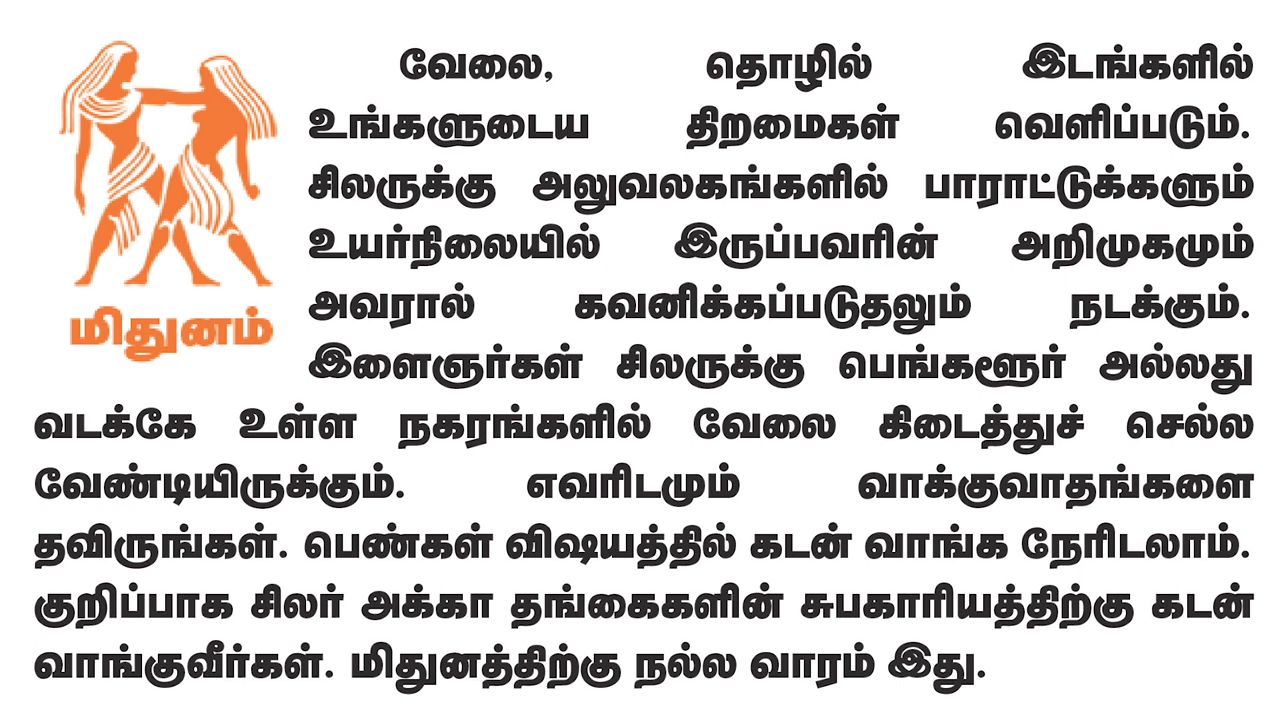 வேலை, தொழில் இடங்களில்
உங்களுடைய திறமைகள் வெளிப்படும்.
சிலருக்கு அலுவலகங்களில் பாராட்டுக்களும்
உயர்நிலையில் இருப்பவரின் அறிமுகமும்
அவரால் கவனிக்கப்படுதலும் நடக்கும்.
மிதுனம்
இளைஞர்கள் சிலருக்கு பெங்களூர் அல்லது
வடக்கே உள்ள நகரங்களில் வேலை கிடைத்துச் செல்ல
வேண்டியிருக்கும். எவரிடமும் வாக்குவாதங்களை
தவிருங்கள். பெண்கள் விஷயத்தில் கடன் வாங்க நேரிடலாம்.
குறிப்பாக சிலர் அக்கா தங்கைகளின் சுபகாரியத்திற்கு கடன்
வாங்குவீர்கள். மிதுனத்திற்கு நல்ல வாரம் இது.